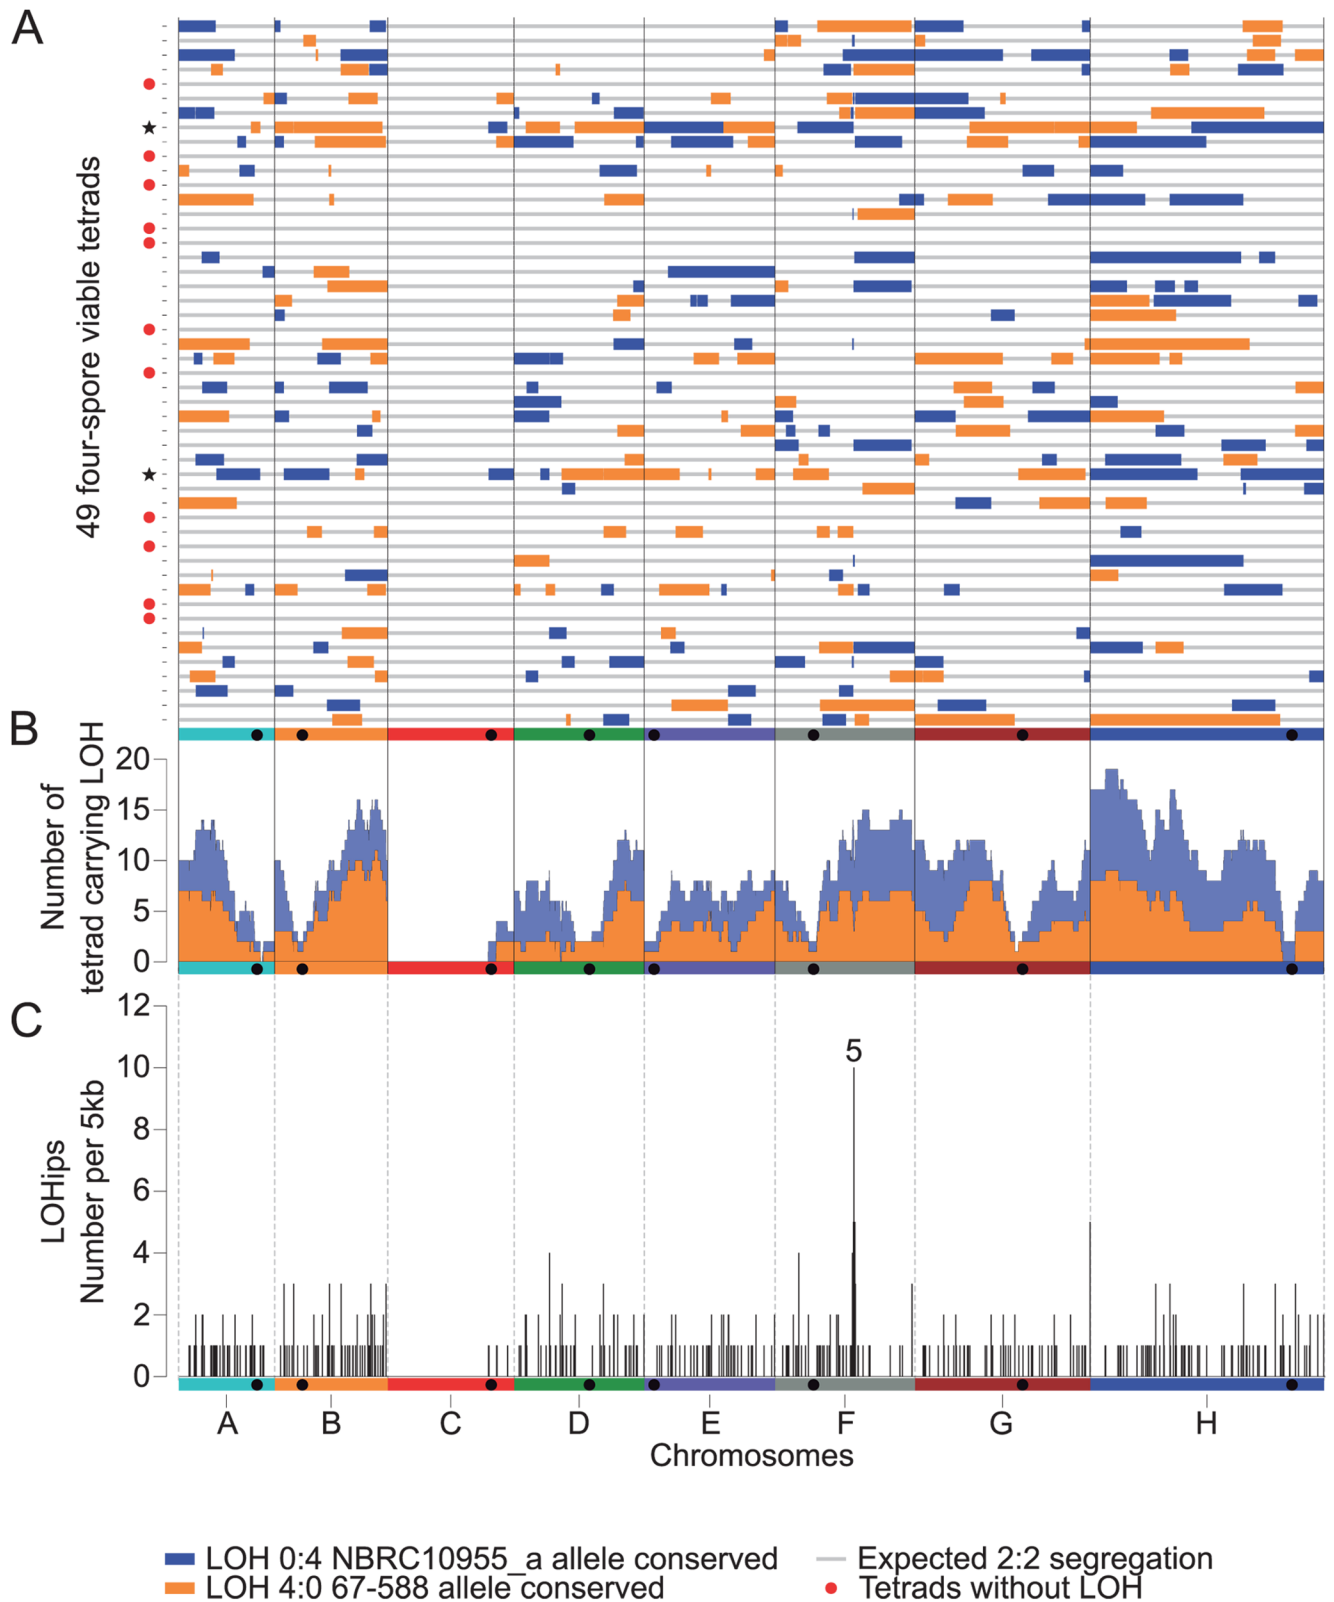 A
49 four-spore viable tetrads
B
Number of
tetrad carrying LOH
20
15
10
5
0
C
LOHips
Number per 5kb
12
10
8
6
4
2
0
5
A B C D E F G H
Chromosomes
LOH 0:4 NBRC10955_a allele conserved
Expected 2:2 segregation
LOH 4:0 67-588 allele conserved
Tetrads without LOH